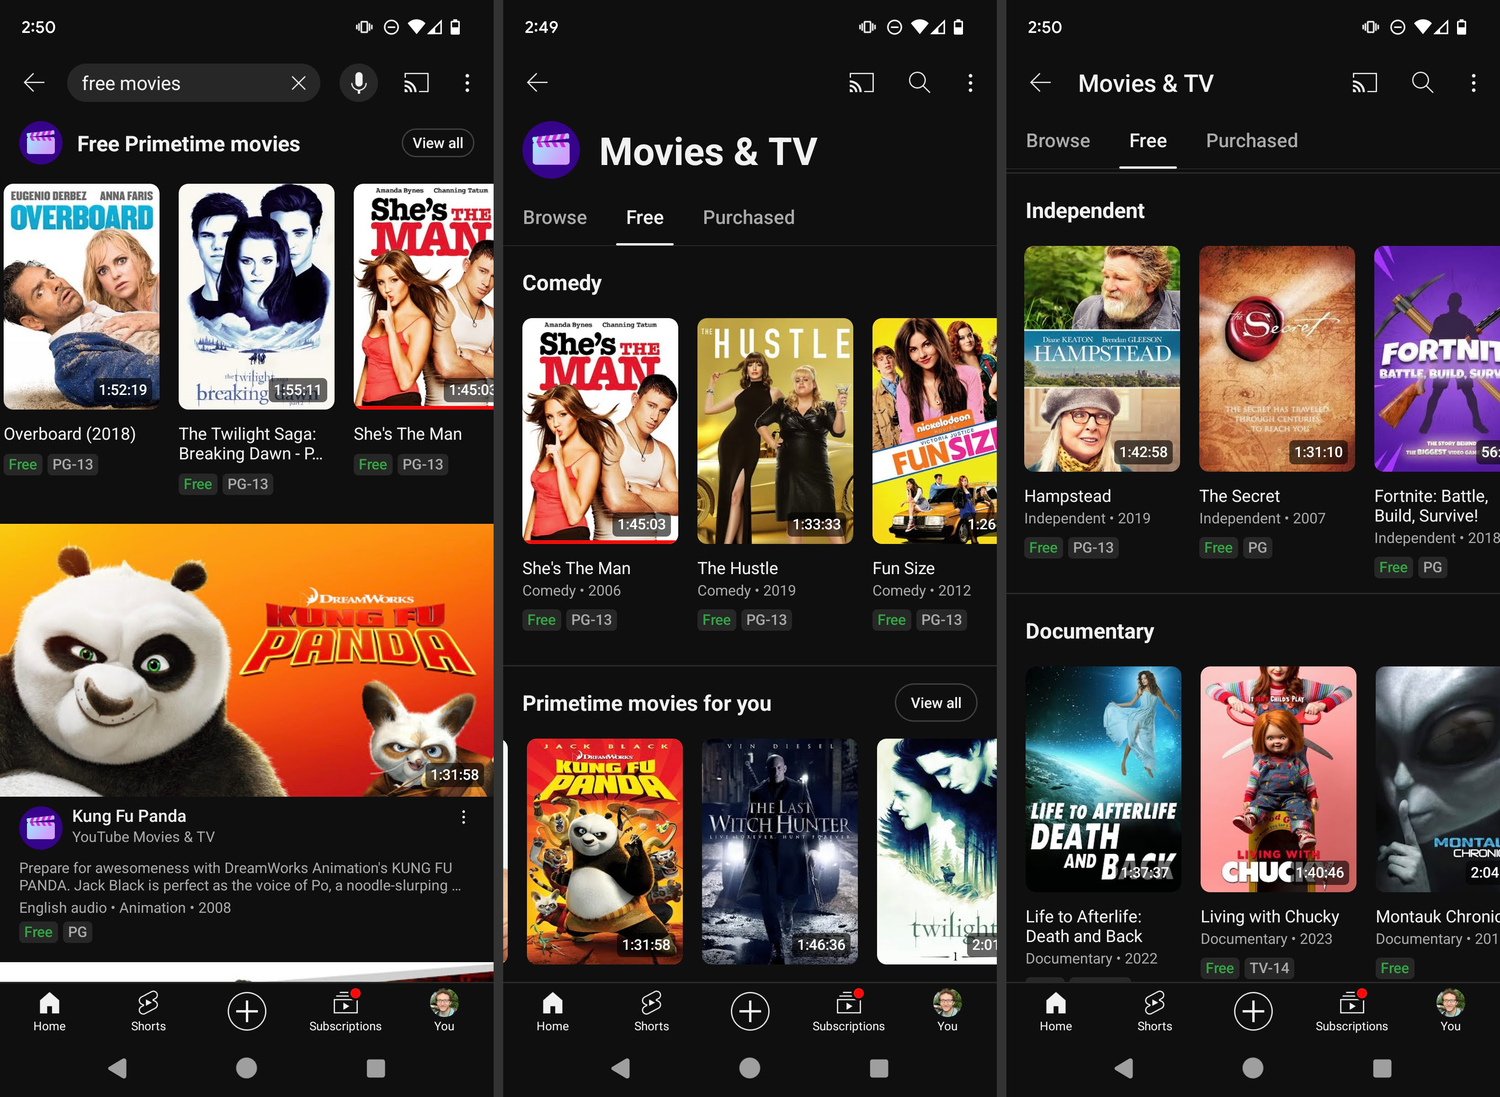 2:50
free movies
Free Primetime movies
View all
EUGENIO DERBEZ ANNA FARIS
OVERBOARD
1:52:19
Overboard (2018)
Free PG-13
the twilight saga
breaking dawn
1:55:11
The Twilight Saga:
Breaking Dawn - P...
Free PG-13
Amanda Bynes Channing Tatum
She's THE
MAN
1:45:03
She's The Man
Free PG-13
DREAMWORKS
KUNG FU
PANDA
1:31:58
Kung Fu Panda
YouTube Movies & TV
Prepare for awesomeness with DreamWorks Animation's KUNG FU
PANDA. Jack Black is perfect as the voice of Po, a noodle-slurping ...
English audio • Animation • 2008
Free PG
Home
Shorts
Subscriptions
You
2:49
Movies & TV
Browse
Free
Purchased
Comedy
Amanda Bynes Channing Tatum
She's THE
MAN
1:45:03
She's The Man
Comedy • 2006
Free PG-13
THE
HUSTLE
1:33:33
The Hustle
Comedy • 2019
Free PG-13
nickelodeon
VICTORIA JUSTICE
FUN SIZE
1:26
Fun Size
Comedy • 2012
Free PG-13
Primetime movies for you
View all
JACK BLACK
DREAMWORKS
KUNG FU
PANDA
1:31:58
VIN DIESEL
THE LAST
WITCH HUNTER
LIVE FOREVER. HUNT FOREVER.
1:46:36
twilight
1
2:01
Home
Shorts
Subscriptions
You
2:50
Movies & TV
Browse
Free
Purchased
Independent
Diane KEATON Brendan GLEESON
HAMPSTEAD
1:42:58
Hampstead
Independent • 2019
Free PG-13
the
Secret
THE SECRET HAS TRAVELED
THROUGH CENTURIES...
...TO REACH YOU
1:31:10
The Secret
Independent • 2007
Free PG
FORTNIT
BATTLE, BUILD, SURV
THE STORY BEHIND
THE BIGGEST VIDEO GAM
56:
Fortnite: Battle,
Build, Survive!
Independent • 2018
Free PG
Documentary
LIFE TO AFTERLIFE
DEATH
AND BACK
1:37:37
Life to Afterlife:
Death and Back
Documentary • 2022
IT WASN'T CHILD'S PLAY
Good G
LIVING WITH
CHUCKY
1:40:46
Living with Chucky
Documentary • 2023
Free TV-14
MONTAU
CHRONIC
2:04
Montauk Chronic
Documentary • 201
Free
Home
Shorts
Subscriptions
You